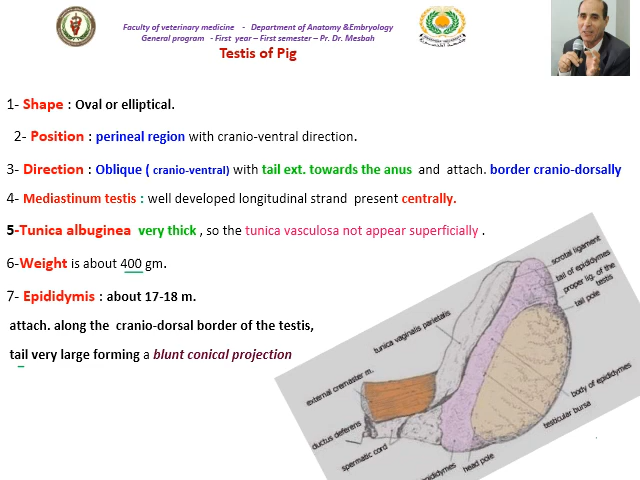 Faculty of veterinary medicine - Department of Anatomy &Embryology
General program - First year – First semester – Pr. Dr. Mesbah
Testis of Pig
1- Shape : Oval or elliptical.
2- Position : perineal region with cranio-ventral direction.
3- Direction : Oblique ( cranio-ventral) with tail ext. towards the anus and attach. border cranio-dorsally
4- Mediastinum testis : well developed longitudinal strand present centrally.
5-Tunica albuginea very thick , so the tunica vasculosa not appear superficially .
6-Weight is about 400 gm.
7- Epididymis : about 17-18 m.
attach. along the cranio-dorsal border of the testis,
tail very large forming a blunt conical projection
scrotal ligament
tail of epididymes
proper lig. of the
testis
tail pole
tunica vaginalis parietalis
external cremaster m.
ductus deferens
spermatic cord
body of epididymes
testicular bursa
head pole